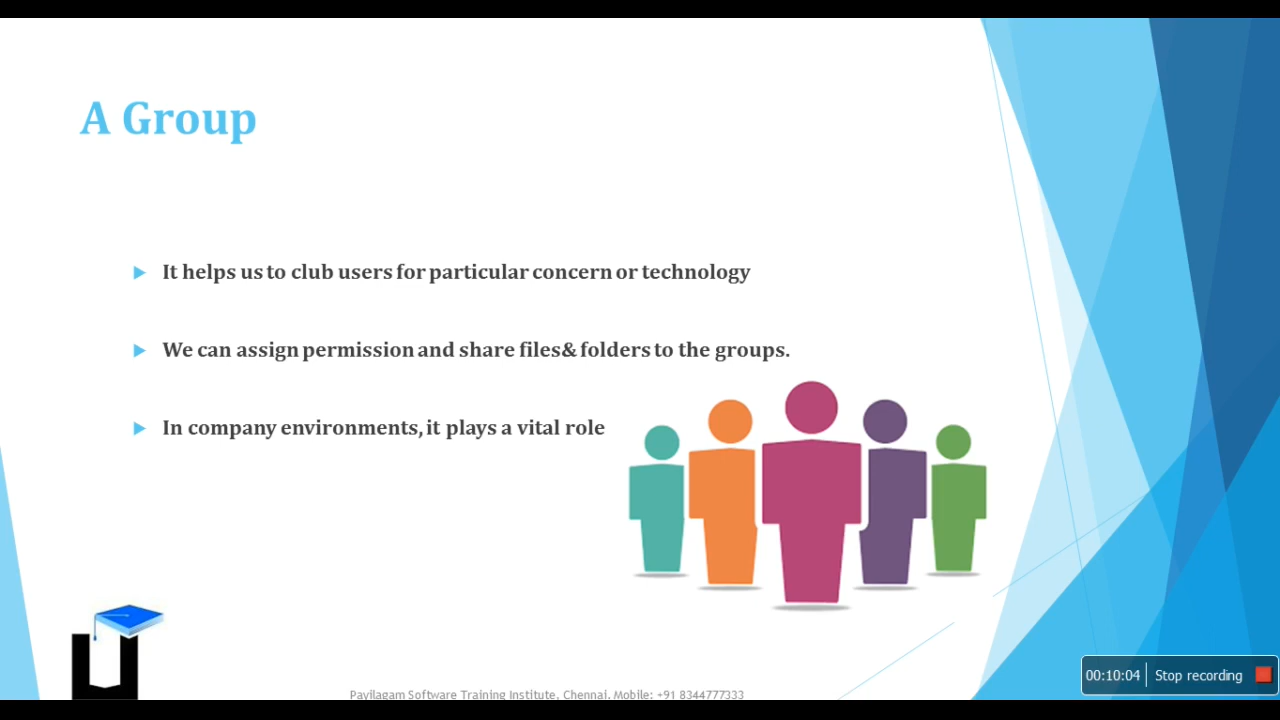 A Group
It helps us to club users for particular concern or technology
We can assign permission and share files& folders to the groups.
In company environments, it plays a vital role
Payilagam Software Training Institute, Chennai, Mobile: +91 8344777333
00:10:04 Stop recording